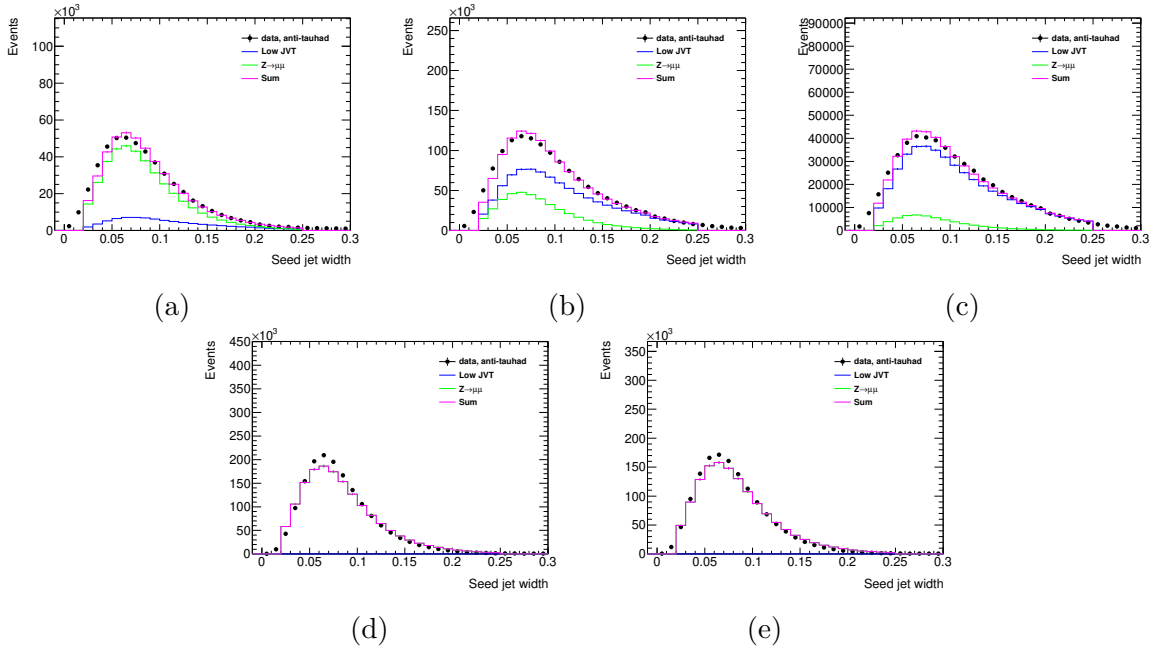 ×10³
Events
100
80
60
40
20
0
0 0.05 0.1 0.15 0.2 0.25 0.3
Seed jet width
data, anti-tauhad
Low JVT
Z→μμ
Sum
(a)
×10³
Events
250
200
150
100
50
0
0 0.05 0.1 0.15 0.2 0.25 0.3
Seed jet width
data, anti-tauhad
Low JVT
Z→μμ
Sum
(b)
Events
90000
80000
70000
60000
50000
40000
30000
20000
10000
0
0 0.05 0.1 0.15 0.2 0.25 0.3
Seed jet width
data, anti-tauhad
Low JVT
Z→μμ
Sum
(c)
×10³
Events
450
400
350
300
250
200
150
100
50
0
0 0.05 0.1 0.15 0.2 0.25 0.3
Seed jet width
data, anti-tauhad
Low JVT
Z→μμ
Sum
(d)
×10³
Events
350
300
250
200
150
100
50
0
0 0.05 0.1 0.15 0.2 0.25 0.3
Seed jet width
data, anti-tauhad
Low JVT
Z→μμ
Sum
(e)